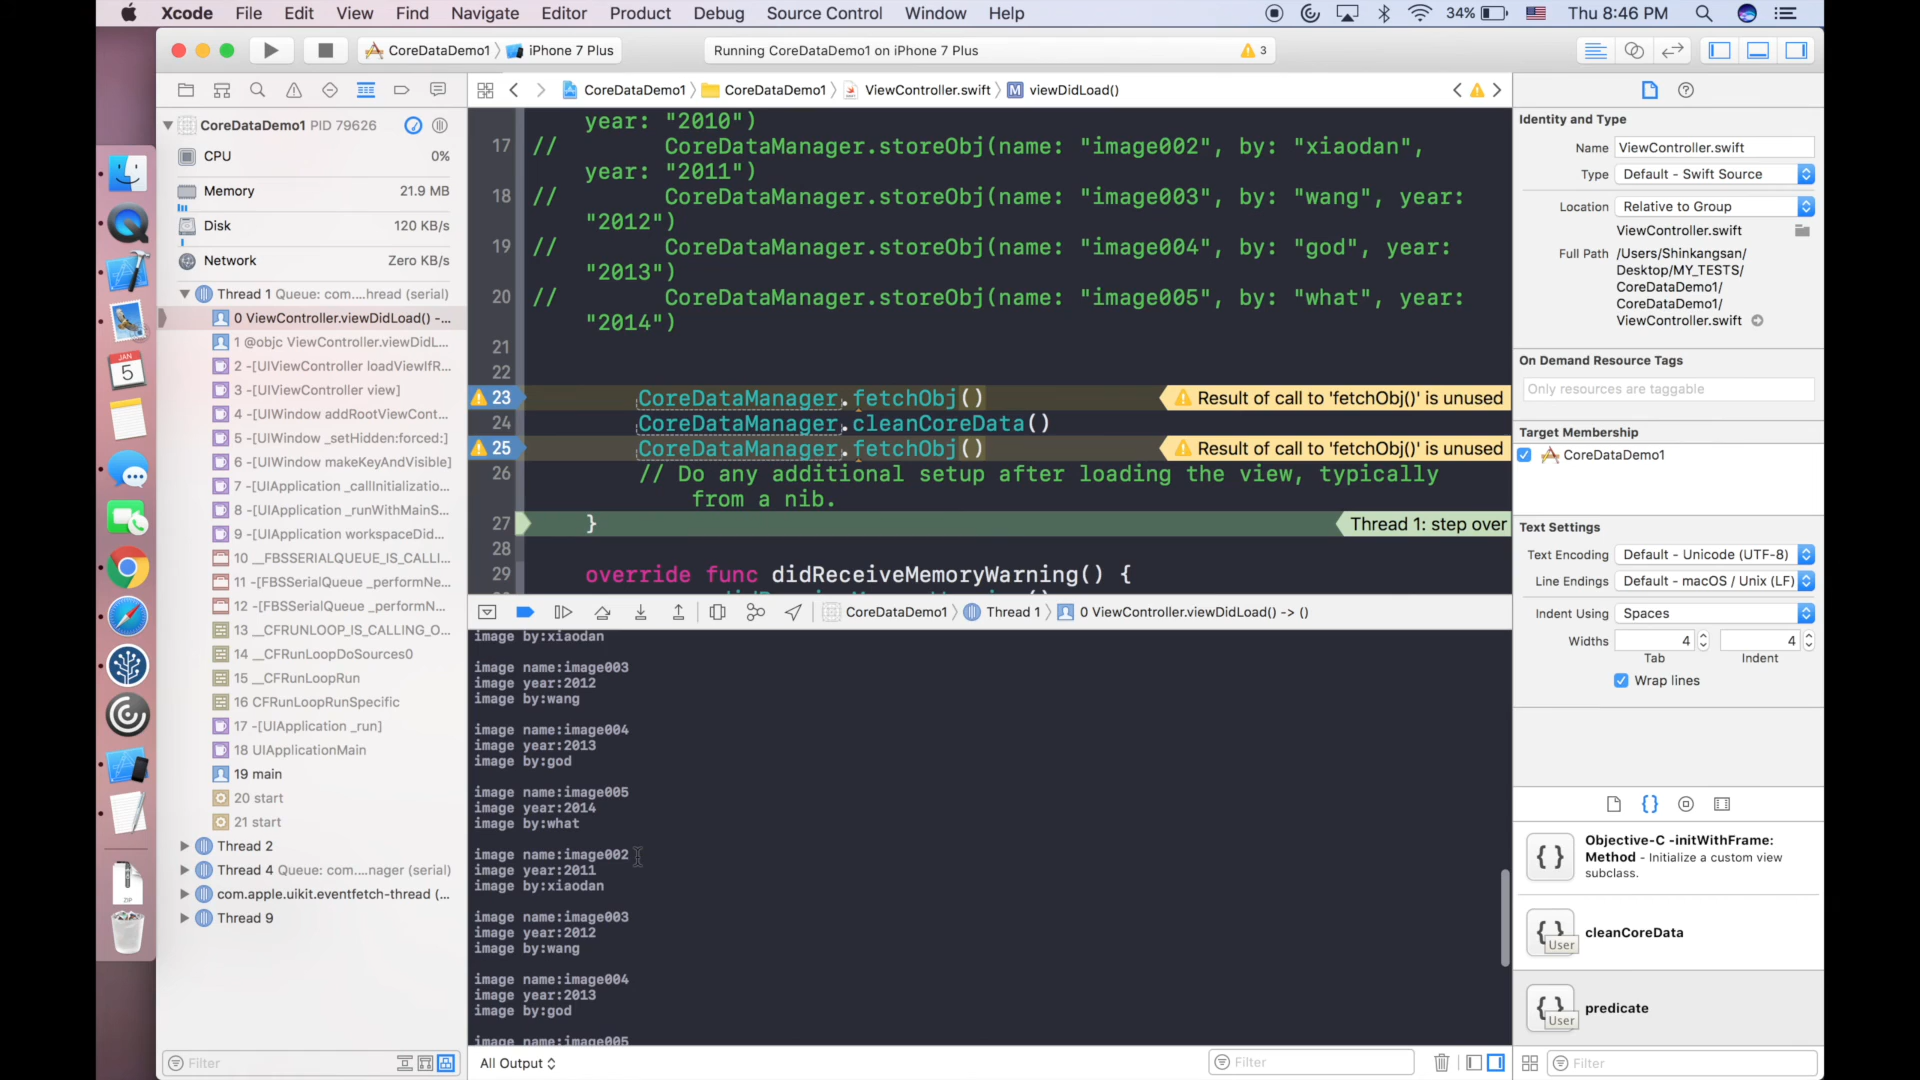 Xcode File Edit View Find Navigate Editor Product Debug Source Control Window Help 34% Thu 8:46 PM
CoreDataDemo1 iPhone 7 Plus Running CoreDataDemo1 on iPhone 7 Plus 3
CoreDataDemo1 CoreDataDemo1 ViewController.swift M viewDidLoad()
CoreDataDemo1 PID 79626
CPU 0%
Memory 21.9 MB
Disk 120 KB/s
Network Zero KB/s
Thread 1 Queue: com....hread (serial)
0 ViewController.viewDidLoad() -...
1 @objc ViewController.viewDidL...
2 -[UIViewController loadViewIfR...
3 -[UIViewController view]
4 -[UIWindow addRootViewCont...
5 -[UIWindow _setHidden:forced:]
6 -[UIWindow makeKeyAndVisible]
7 -[UIApplication _callInitializatio...
8 -[UIApplication _runWithMainS...
9 -[UIApplication workspaceDid...
10 __FBSSERIALQUEUE_IS_CALLI...
11 -[FBSSerialQueue _performNe...
12 -[FBSSerialQueue _performN...
13 __CFRUNLOOP_IS_CALLING_O...
14 __CFRunLoopDoSources0
15 __CFRunLoopRun
16 CFRunLoopRunSpecific
17 -[UIApplication _run]
18 UIApplicationMain
19 main
20 start
21 start
Thread 2
Thread 4 Queue: com....nager (serial)
com.apple.uikit.eventfetch-thread (...
Thread 9
Filter
JAN
5
ZIP
year: "2010")
17 // CoreDataManager.storeObj(name: "image002", by: "xiaodan",
year: "2011")
18 // CoreDataManager.storeObj(name: "image003", by: "wang", year:
"2012")
19 // CoreDataManager.storeObj(name: "image004", by: "god", year:
"2013")
20 // CoreDataManager.storeObj(name: "image005", by: "what", year:
"2014")
21
22
23 CoreDataManager.fetchObj() Result of call to 'fetchObj()' is unused
24 CoreDataManager.cleanCoreData()
25 CoreDataManager.fetchObj() Result of call to 'fetchObj()' is unused
26 // Do any additional setup after loading the view, typically
from a nib.
27 } Thread 1: step over
28
29 override func didReceiveMemoryWarning() {
CoreDataDemo1 Thread 1 0 ViewController.viewDidLoad() -> ()
image by:xiaodan
image name:image003
image year:2012
image by:wang
image name:image004
image year:2013
image by:god
image name:image005
image year:2014
image by:what
image name:image002
image year:2011
image by:xiaodan
image name:image003
image year:2012
image by:wang
image name:image004
image year:2013
image by:god
image name:image005
All Output Filter
Identity and Type
Name ViewController.swift
Type Default - Swift Source
Location Relative to Group
ViewController.swift
Full Path /Users/Shinkangsan/
Desktop/MY_TESTS/
CoreDataDemo1/
CoreDataDemo1/
ViewController.swift
On Demand Resource Tags
Only resources are taggable
Target Membership
CoreDataDemo1
Text Settings
Text Encoding Default - Unicode (UTF-8)
Line Endings Default - macOS / Unix (LF)
Indent Using Spaces
Widths 4 4
Tab Indent
Wrap lines
Objective-C -initWithFrame:
Method - Initialize a custom view
subclass.
{ } User cleanCoreData
{ } User predicate
Filter